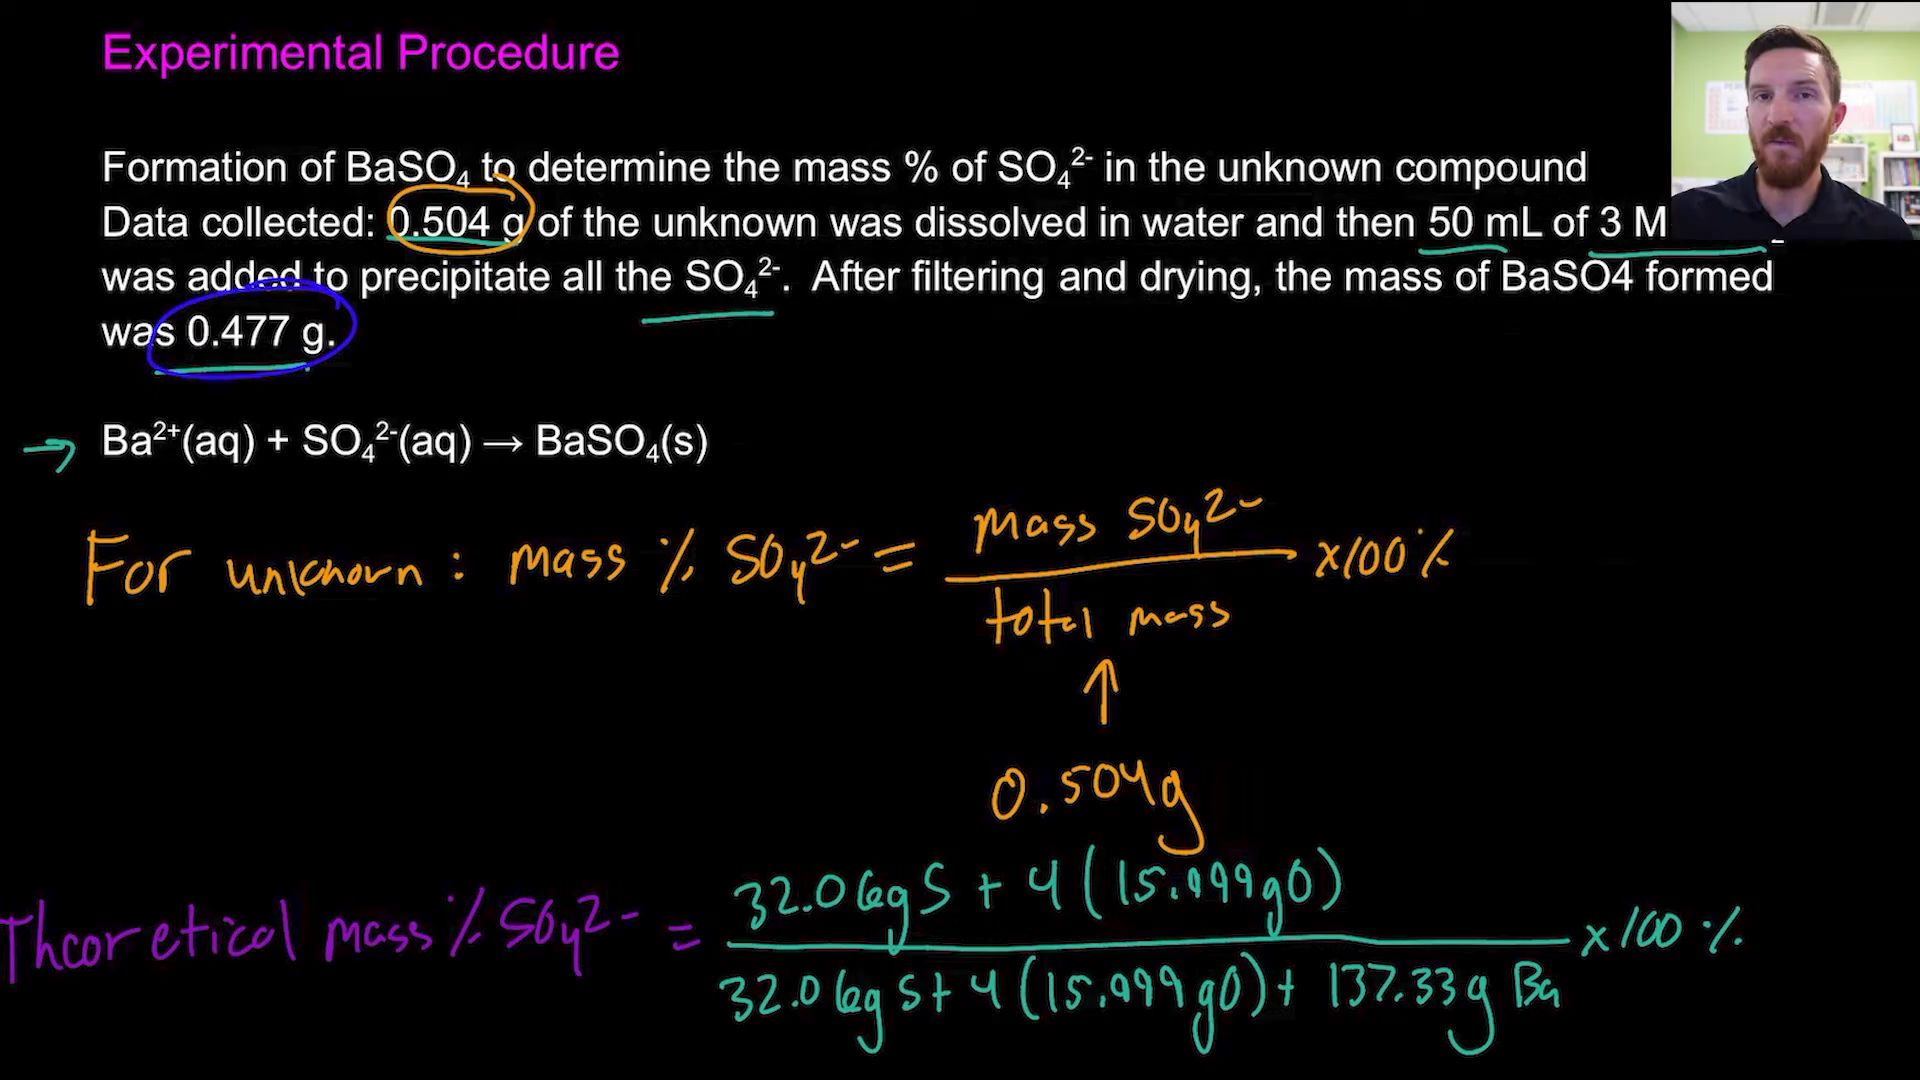 Experimental Procedure
Formation of BaSO₄ to determine the mass % of SO₄²⁻ in the unknown compound
Data collected: 0.504 g of the unknown was dissolved in water and then 50 mL of 3 M
was added to precipitate all the SO₄²⁻. After filtering and drying, the mass of BaSO4 formed
was 0.477 g.
→ Ba²⁺(aq) + SO₄²⁻(aq) → BaSO₄(s)
For unknown : mass % SO₄²⁻ = mass SO₄²⁻ x100%
total mass
↑
0.504g
Theoretical mass % SO₄²⁻ = 32.06g S + 4(15.999gO) x100 %
32.06g S + 4(15.999gO) + 137.33g Ba